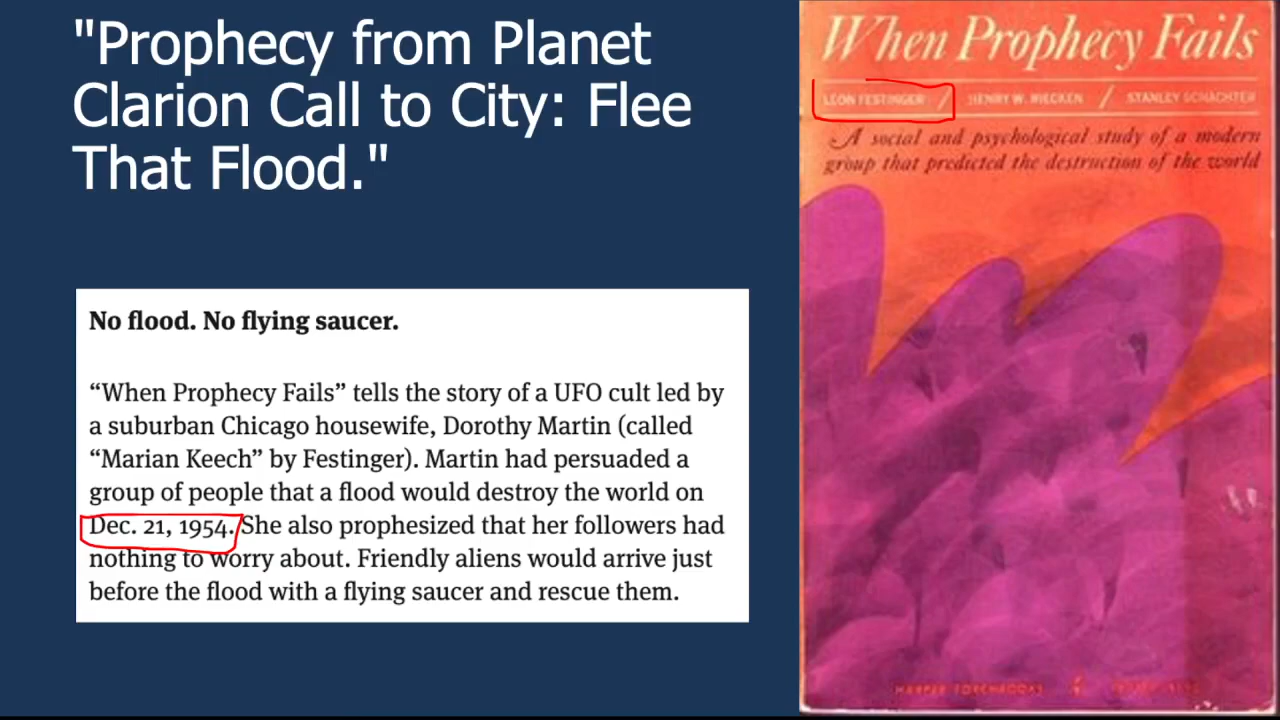 "Prophecy from Planet
Clarion Call to City: Flee
That Flood."
No flood. No flying saucer.
“When Prophecy Fails” tells the story of a UFO cult led by
a suburban Chicago housewife, Dorothy Martin (called
“Marian Keech” by Festinger). Martin had persuaded a
group of people that a flood would destroy the world on
Dec. 21, 1954. She also prophesized that her followers had
nothing to worry about. Friendly aliens would arrive just
before the flood with a flying saucer and rescue them.
When Prophecy Fails
LEON FESTINGER / HENRY W. RIECKEN / STANLEY SCHACHTER
A social and psychological study of a modern
group that predicted the destruction of the world
HARPER TORCHBOOKS